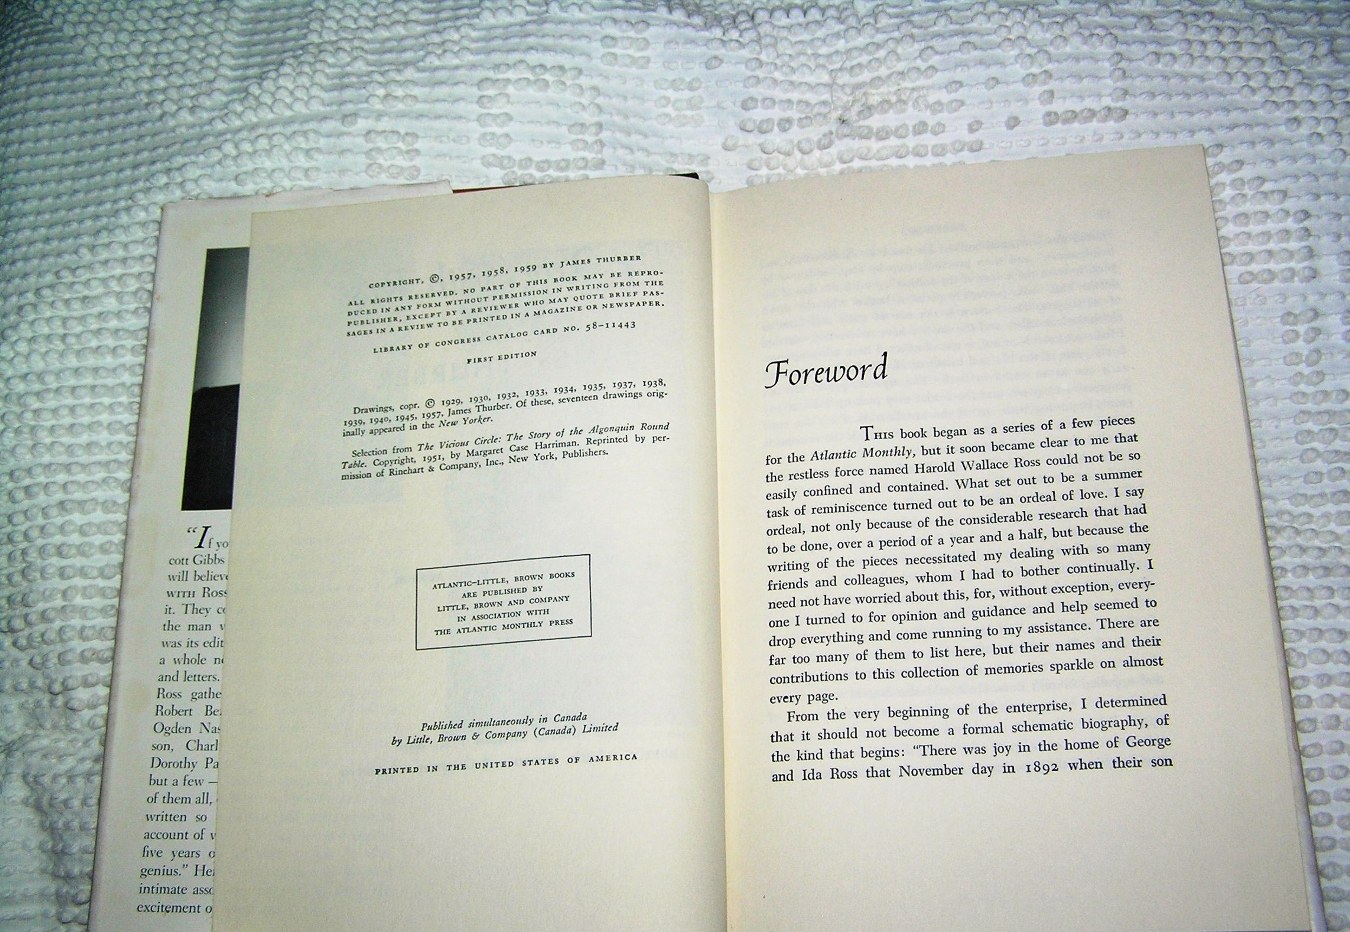 "If yo
cott Gibbs
will believe
WITH Ross
it. They co
the man w
was its edit
a whole ne
and letters.
Ross gathe
Robert Be
Ogden Nas
son, Charl
Dorothy Pa
but a few —
of them all,
written so
account of w
five years o
genius." He
intimate asso
excitement o
COPYRIGHT, ©, 1957, 1958, 1959 BY JAMES THURBER
ALL RIGHTS RESERVED. NO PART OF THIS BOOK MAY BE REPRO-
DUCED IN ANY FORM WITHOUT PERMISSION IN WRITING FROM THE
PUBLISHER, EXCEPT BY A REVIEWER WHO MAY QUOTE BRIEF PAS-
SAGES IN A REVIEW TO BE PRINTED IN A MAGAZINE OR NEWSPAPER.
LIBRARY OF CONGRESS CATALOG CARD NO. 58-11443
FIRST EDITION
Drawings, copr. © 1929, 1930, 1932, 1933, 1934, 1935, 1937, 1938,
1939, 1940, 1945, 1957, James Thurber. Of these, seventeen drawings orig-
inally appeared in the New Yorker.
Selection from The Vicious Circle: The Story of the Algonquin Round
Table. Copyright, 1951, by Margaret Case Harriman. Reprinted by per-
mission of Rinehart & Company, Inc., New York, Publishers.
ATLANTIC-LITTLE, BROWN BOOKS
ARE PUBLISHED BY
LITTLE, BROWN AND COMPANY
IN ASSOCIATION WITH
THE ATLANTIC MONTHLY PRESS
Published simultaneously in Canada
by Little, Brown & Company (Canada) Limited
PRINTED IN THE UNITED STATES OF AMERICA
Foreword
THIS book began as a series of a few pieces
for the Atlantic Monthly, but it soon became clear to me that
the restless force named Harold Wallace Ross could not be so
easily confined and contained. What set out to be a summer
task of reminiscence turned out to be an ordeal of love. I say
ordeal, not only because of the considerable research that had
to be done, over a period of a year and a half, but because the
writing of the pieces necessitated my dealing with so many
friends and colleagues, whom I had to bother continually. I
need not have worried about this, for, without exception, every-
one I turned to for opinion and guidance and help seemed to
drop everything and come running to my assistance. There are
far too many of them to list here, but their names and their
contributions to this collection of memories sparkle on almost
every page.
From the very beginning of the enterprise, I determined
that it should not become a formal schematic biography, of
the kind that begins: "There was joy in the home of George
and Ida Ross that November day in 1892 when their son